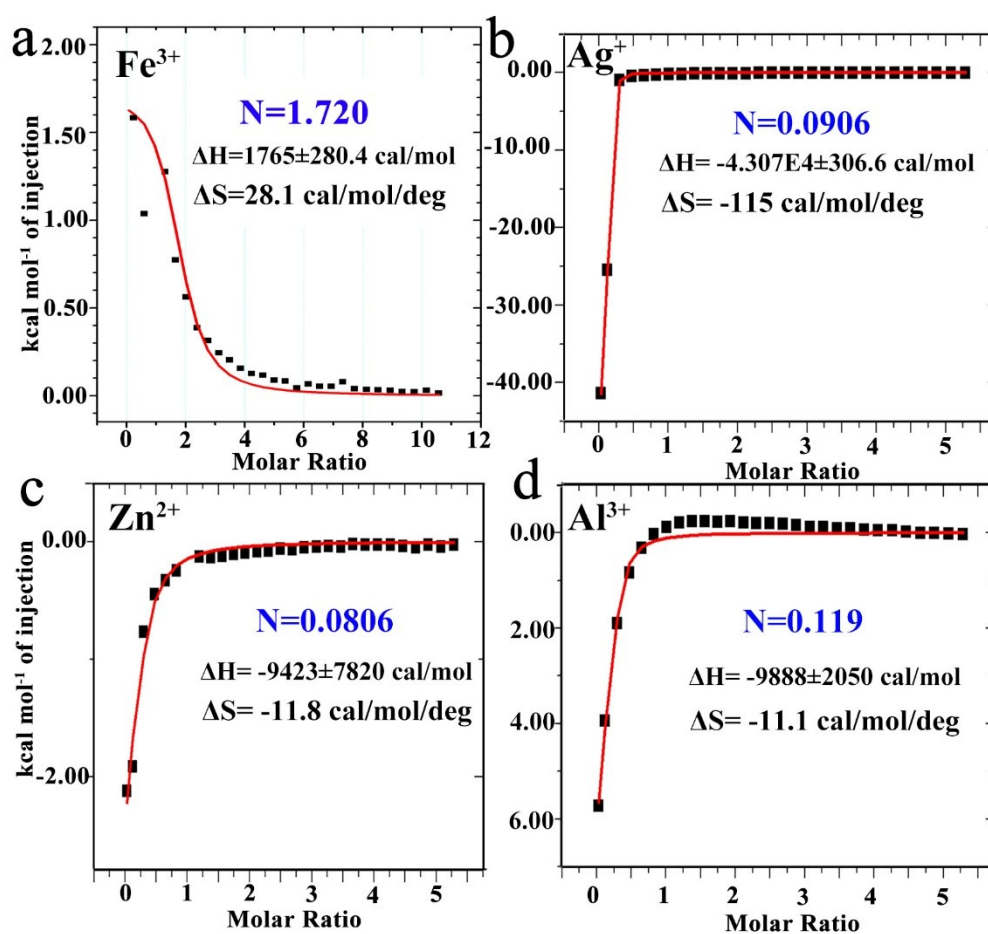 a
Fe³⁺
N=1.720
ΔH=1765±280.4 cal/mol
ΔS=28.1 cal/mol/deg
kcal mol⁻¹ of injection
2.00
1.50
1.00
0.50
0.00
0 2 4 6 8 10 12
Molar Ratio
b
Ag⁺
N=0.0906
ΔH= -4.307E4±306.6 cal/mol
ΔS= -115 cal/mol/deg
0.00
-10.00
-20.00
-30.00
-40.00
0 1 2 3 4 5
Molar Ratio
c
Zn²⁺
N=0.0806
ΔH= -9423±7820 cal/mol
ΔS= -11.8 cal/mol/deg
kcal mol⁻¹ of injection
0.00
-2.00
0 1 2 3 4 5
Molar Ratio
d
Al³⁺
N=0.119
ΔH= -9888±2050 cal/mol
ΔS= -11.1 cal/mol/deg
0.00
2.00
4.00
6.00
0 1 2 3 4 5
Molar Ratio